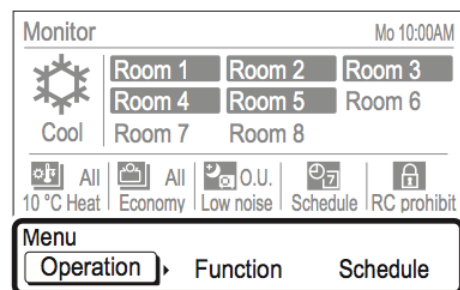 Monitor Mo 10:00AM
Room 1 Room 2 Room 3
Room 4 Room 5 Room 6
Cool Room 7 Room 8
All All O.U. 7
10 °C Heat Economy Low noise Schedule RC prohibit
Menu
Operation Function Schedule